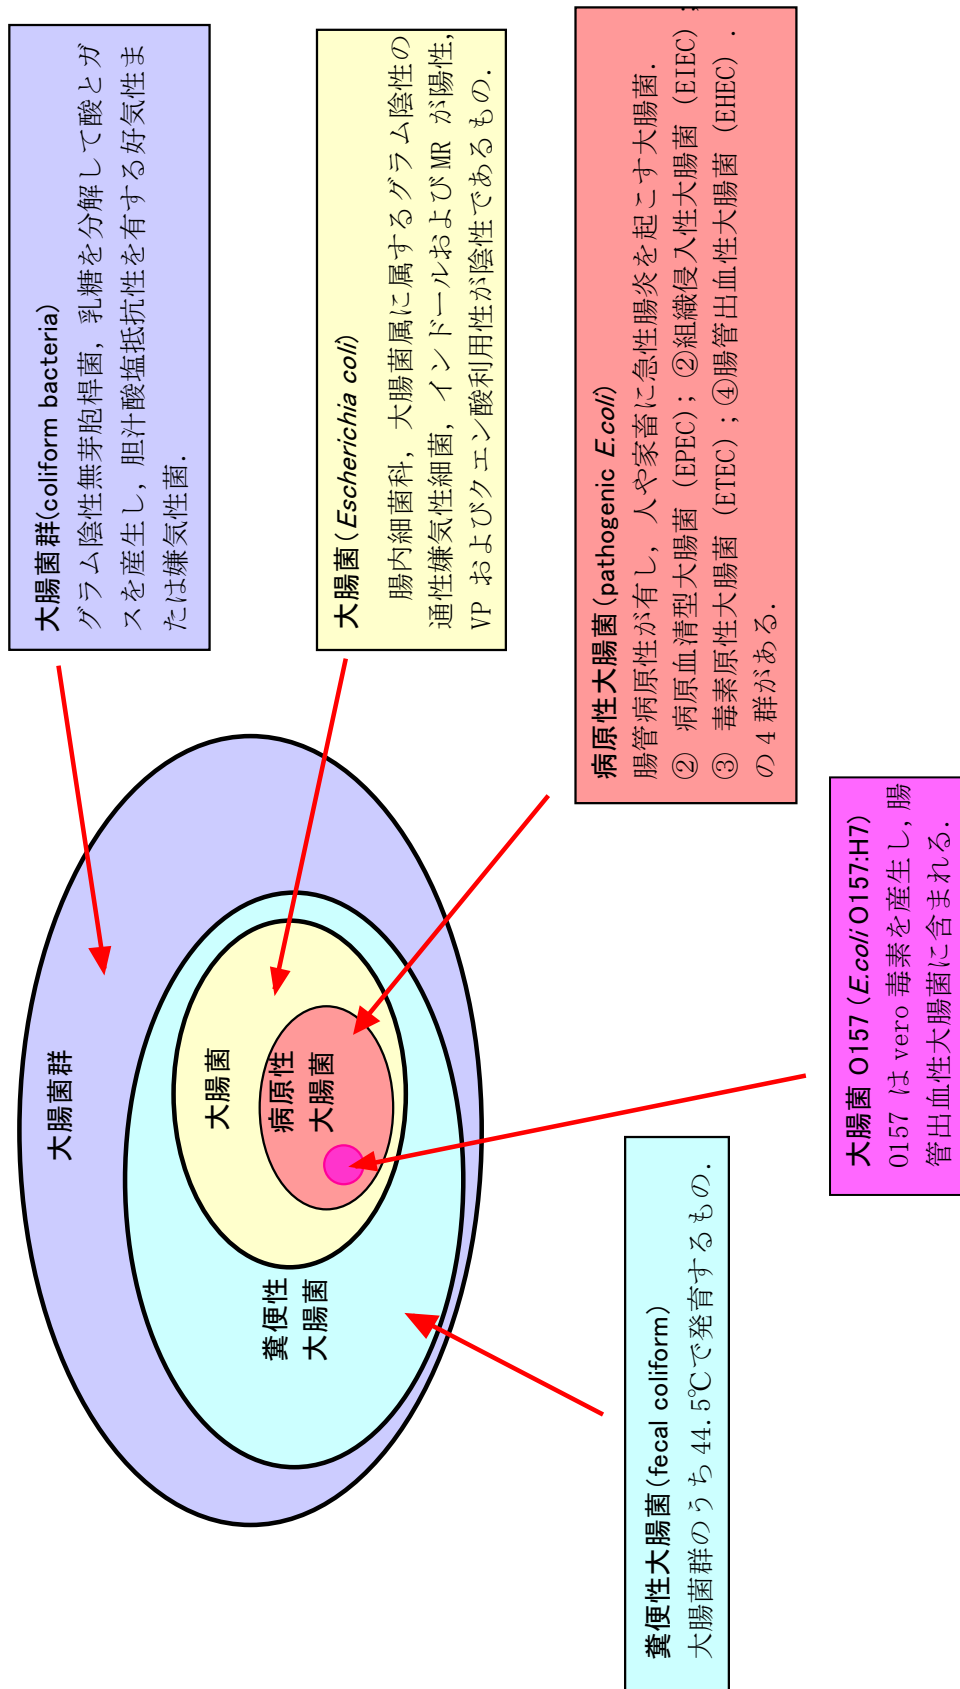 大腸菌群(coliform bacteria)
グラム陰性無芽胞桿菌，乳糖を分解して酸とガ
スを産生し，胆汁酸塩抵抗性を有する好気性ま
たは嫌気性菌．
大腸菌(Escherichia coli)
腸内細菌科，大腸菌属に属するグラム陰性の
通性嫌気性細菌，インドールおよびMR が陽性，
VP およびクエン酸利用性が陰性であるもの．
病原性大腸菌(pathogenic E.coli)
腸管病原性が有し，人や家畜に急性腸炎を起こす大腸菌．
② 病原血清型大腸菌（EPEC）；②組織侵入性大腸菌（EIEC）；
③ 毒素原性大腸菌（ETEC）；④腸管出血性大腸菌（EHEC）．
の 4 群がある．
大腸菌 O157 (E.coli O157:H7)
O157 は vero 毒素を産生し，腸
管出血性大腸菌に含まれる．
糞便性大腸菌(fecal coliform)
大腸菌群のうち 44.5℃で発育するもの．
大腸菌群
大腸菌
病原性
大腸菌
糞便性
大腸菌